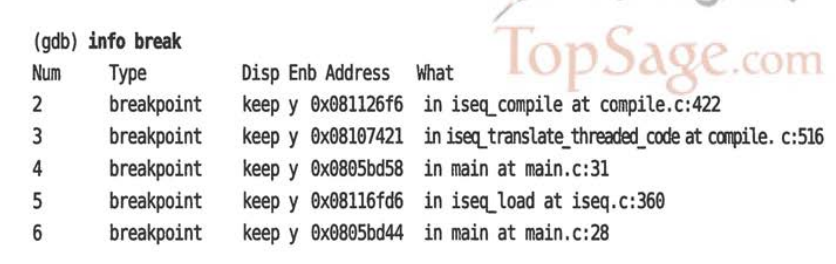 TopSage.com
(gdb) info break
Num Type Disp Enb Address What
2 breakpoint keep y 0x081126f6 in iseq_compile at compile.c:422
3 breakpoint keep y 0x08107421 in iseq_translate_threaded_code at compile. c:516
4 breakpoint keep y 0x0805bd58 in main at main.c:31
5 breakpoint keep y 0x08116fd6 in iseq_load at iseq.c:360
6 breakpoint keep y 0x0805bd44 in main at main.c:28